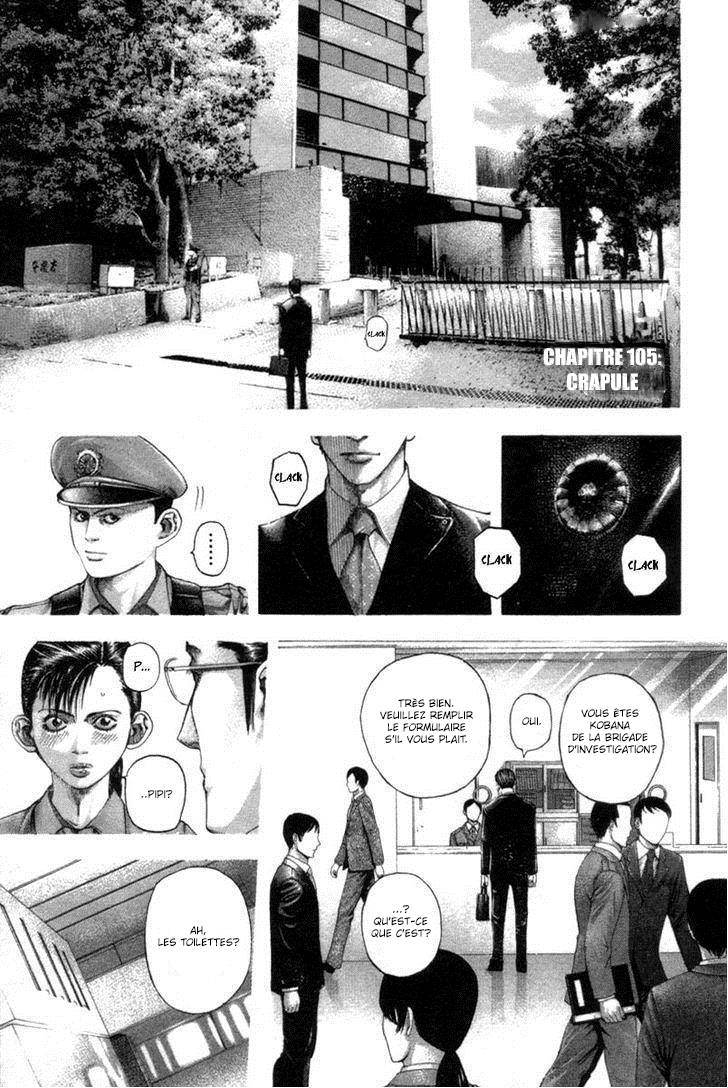 CLACK
CHAPITRE 105:
CRAPULE
CLACK
CLACK
CLACK
.....
VOUS ÊTES
KOBANA
DE LA BRIGADE
D'INVESTIGATION?
OUI.
TRÈS BIEN.
VEUILLEZ REMPLIR
LE FORMULAIRE
S'IL VOUS PLAIT.
...?
QU'EST-CE
QUE C'EST?
P...
..PIPI?
AH,
LES TOILETTES?